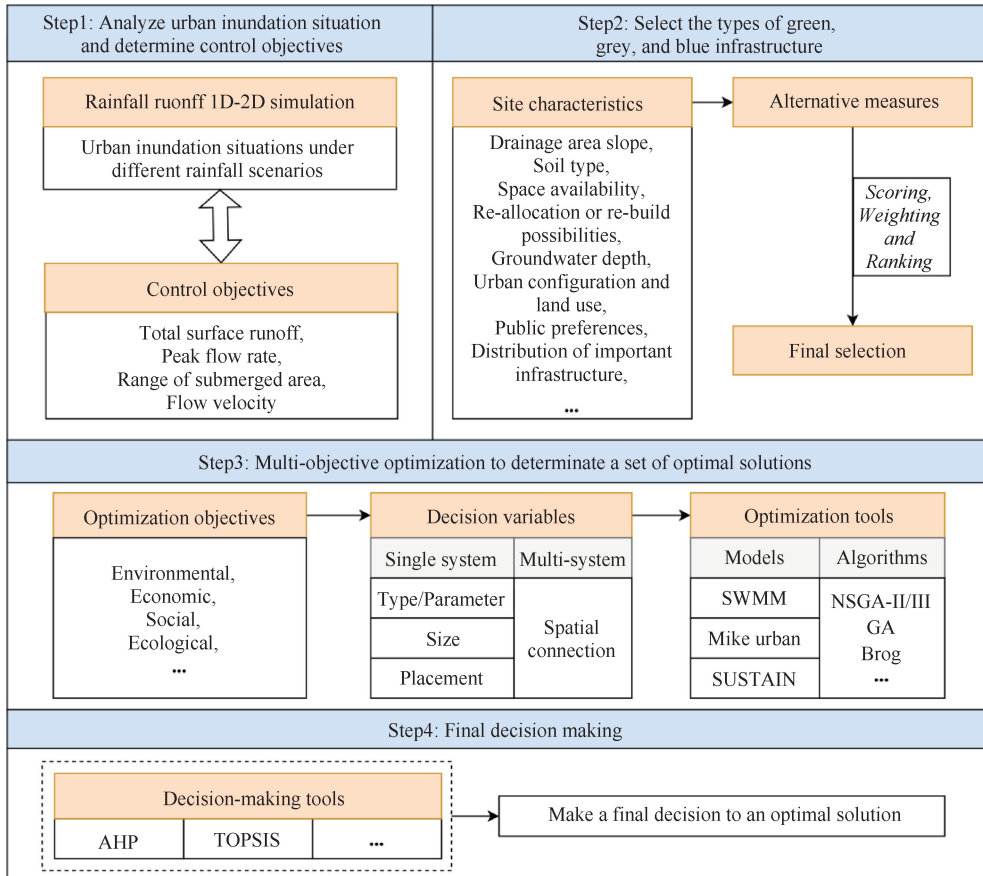 Step1: Analyze urban inundation situation
and determine control objectives
Rainfall ruonff 1D-2D simulation
Urban inundation situations under
different rainfall scenarios
Control objectives
Total surface runoff,
Peak flow rate,
Range of submerged area,
Flow velocity
Step2: Select the types of green,
grey, and blue infrastructure
Site characteristics
Drainage area slope,
Soil type,
Space availability,
Re-allocation or re-build
possibilities,
Groundwater depth,
Urban configuration and
land use,
Public preferences,
Distribution of important
infrastructure,
...
Alternative measures
Scoring,
Weighting
and
Ranking
Final selection
Step3: Multi-objective optimization to determinate a set of optimal solutions
Optimization objectives
Environmental,
Economic,
Social,
Ecological,
...
Decision variables
Single system
Multi-system
Type/Parameter
Size
Placement
Spatial
connection
Optimization tools
Models
Algorithms
SWMM
Mike urban
SUSTAIN
NSGA-II/III
GA
Brog
...
Step4: Final decision making
Decision-making tools
AHP
TOPSIS
...
Make a final decision to an optimal solution